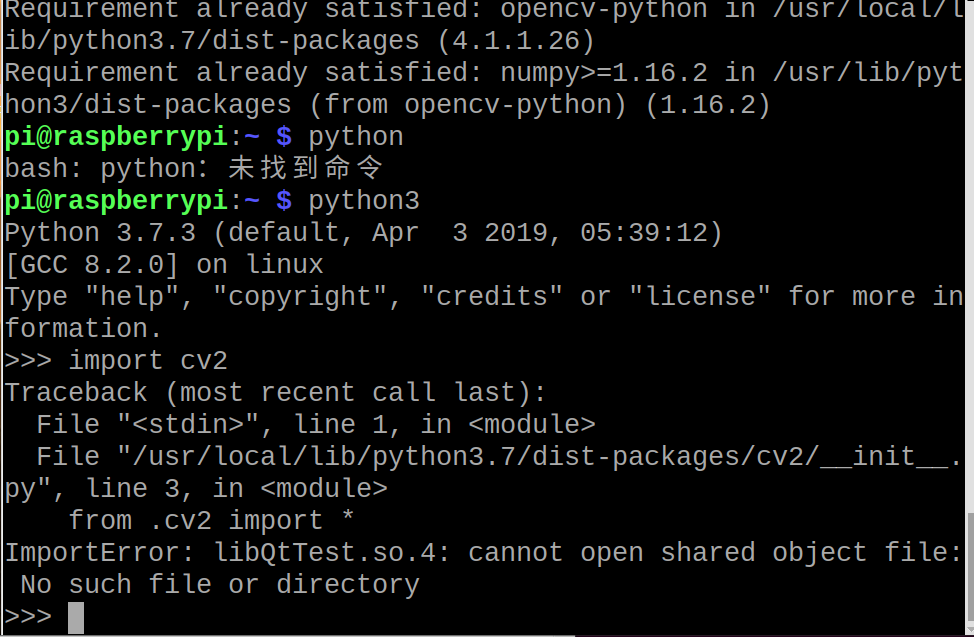 Requirement already satisfied: opencv-python in /usr/local/l
ib/python3.7/dist-packages (4.1.1.26)
Requirement already satisfied: numpy>=1.16.2 in /usr/lib/pyt
hon3/dist-packages (from opencv-python) (1.16.2)
pi@raspberrypi:~ $ python
bash: python：未找到命令
pi@raspberrypi:~ $ python3
Python 3.7.3 (default, Apr  3 2019, 05:39:12)
[GCC 8.2.0] on linux
Type "help", "copyright", "credits" or "license" for more in
formation.
>>> import cv2
Traceback (most recent call last):
  File "<stdin>", line 1, in <module>
  File "/usr/local/lib/python3.7/dist-packages/cv2/__init__.
py", line 3, in <module>
    from .cv2 import *
ImportError: libQtTest.so.4: cannot open shared object file:
 No such file or directory
>>>